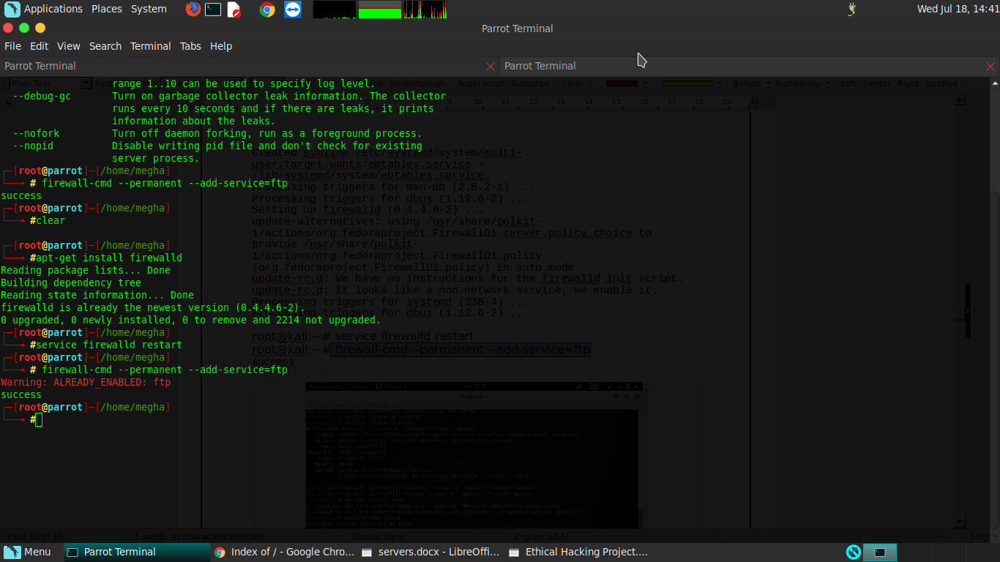 Applications Places System
Wed Jul 18, 14:41
Parrot Terminal
File Edit View Search Terminal Tabs Help
Parrot Terminal
Parrot Terminal
Plain Text
Strikethrough Superscript Subscript Clear
Bullets Numbering Left Center Right Justified
range 1..10 can be used to specify log level.
--debug-gc Turn on garbage collector leak information. The collector
runs every 10 seconds and if there are leaks, it prints
information about the leaks.
--nofork Turn off daemon forking, run as a foreground process.
--nopid Disable writing pid file and don't check for existing
server process.
┌─[root@parrot]─[/home/megha]
└──╼ # firewall-cmd --permanent --add-service=ftp
success
┌─[root@parrot]─[/home/megha]
└──╼ #clear
┌─[root@parrot]─[/home/megha]
└──╼ #apt-get install firewalld
Reading package lists... Done
Building dependency tree
Reading state information... Done
firewalld is already the newest version (0.4.4.6-2).
0 upgraded, 0 newly installed, 0 to remove and 2214 not upgraded.
┌─[root@parrot]─[/home/megha]
└──╼ #service firewalld restart
┌─[root@parrot]─[/home/megha]
└──╼ # firewall-cmd --permanent --add-service=ftp
Warning: ALREADY_ENABLED: ftp
success
┌─[root@parrot]─[/home/megha]
└──╼ #
Created symlink /etc/systemd/system/multi-
user.target.wants/ebtables.service →
/lib/systemd/system/ebtables.service.
Processing triggers for man-db (2.8.2-1) ...
Processing triggers for dbus (1.12.6-2) ...
Setting up firewalld (0.4.4.6-2) ...
update-alternatives: using /usr/share/polkit-
1/actions/org.fedoraproject.FirewallD1.server.policy.choice to
provide /usr/share/polkit-
1/actions/org.fedoraproject.FirewallD1.policy
(org.fedoraproject.FirewallD1.policy) in auto mode
update-rc.d: We have no instructions for the firewalld init script.
update-rc.d: It looks like a non-network service, we enable it.
Processing triggers for systemd (238-4) ...
Processing triggers for dbus (1.12.6-2) ...
root@kali:~# service firewalld restart
root@kali:~# firewall-cmd --permanent --add-service=ftp
success
Page 16 of 30 5 words, 43 characters selected Default Style English (USA) 100%
Menu Parrot Terminal Index of / - Google Chro... servers.docx - LibreOffi... Ethical Hacking Project....